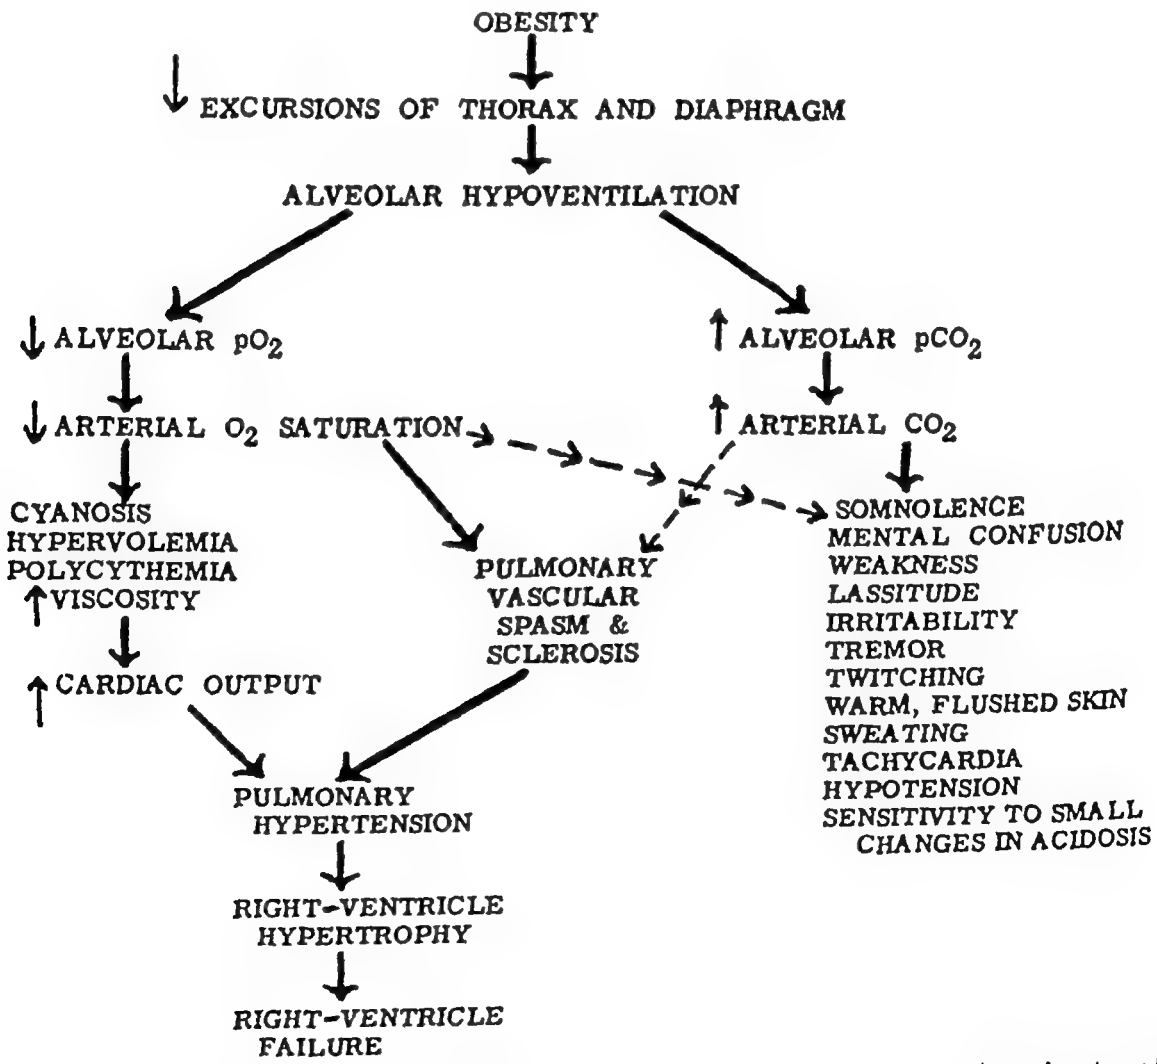 OBESITY
↓ EXCURSIONS OF THORAX AND DIAPHRAGM
ALVEOLAR HYPOVENTILATION
↓ ALVEOLAR pO₂
↑ ALVEOLAR pCO₂
↓ ARTERIAL O₂ SATURATION
↑ ARTERIAL CO₂
CYANOSIS
HYPERVOLEMIA
POLYCYTHEMIA
↑ VISCOSITY
PULMONARY
VASCULAR
SPASM &
SCLEROSIS
SOMNOLENCE
MENTAL CONFUSION
WEAKNESS
LASSITUDE
IRRITABILITY
TREMOR
TWITCHING
WARM, FLUSHED SKIN
SWEATING
TACHYCARDIA
HYPOTENSION
SENSITIVITY TO SMALL
CHANGES IN ACIDOSIS
↑ CARDIAC OUTPUT
PULMONARY
HYPERTENSION
RIGHT-VENTRICLE
HYPERTROPHY
RIGHT-VENTRICLE
FAILURE